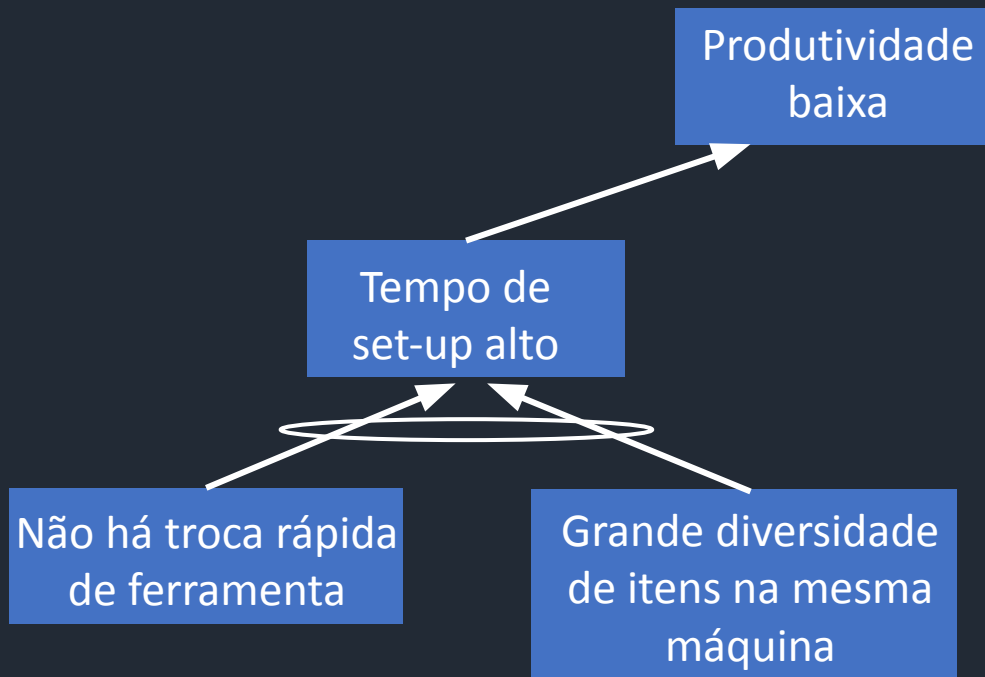 Produtividade
baixa
Tempo de
set-up alto
Não há troca rápida
de ferramenta
Grande diversidade
de itens na mesma
máquina